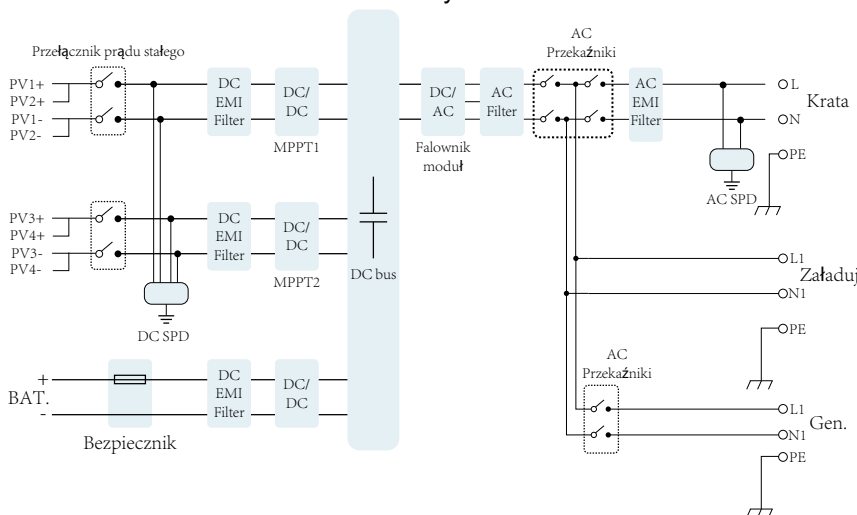 Przełącznik prądu stałego
PV1+
PV2+
PV1-
PV2-
DC
EMI
Filter
DC/
DC
MPPT1
PV3+
PV4+
PV3-
PV4-
DC
EMI
Filter
DC/
DC
MPPT2
DC SPD
BAT.
+
-
Bezpiecznik
DC
EMI
Filter
DC/
DC
DC bus
DC/
AC
Falownik
moduł
AC
Filter
AC
Przekaźniki
AC
EMI
Filter
AC SPD
L
N
PE
Krata
L1
N1
PE
Załaduj
AC
Przekaźniki
L1
N1
PE
Gen.